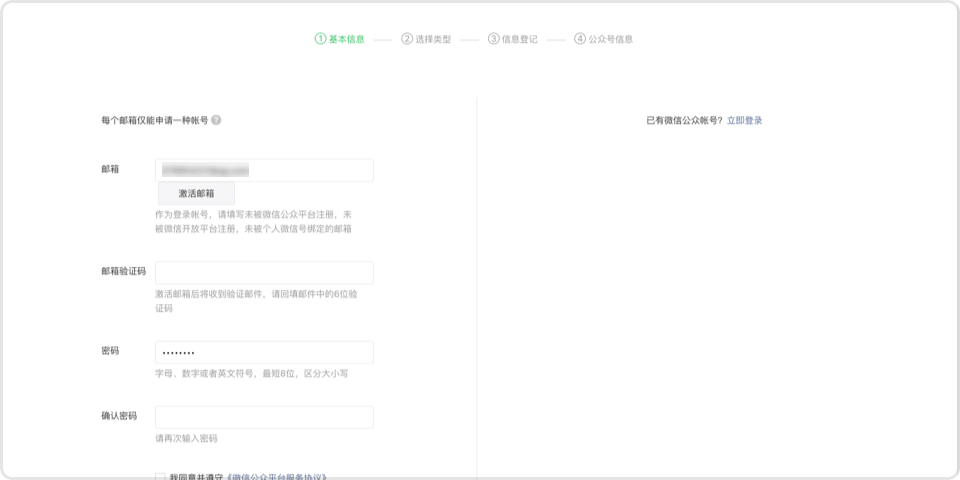 ① 基本信息 ② 选择类型 ③ 信息登记 ④ 公众号信息
每个邮箱仅能申请一种帐号 ?
已有微信公众帐号？立即登录
邮箱
激活邮箱
作为登录帐号，请填写未被微信公众平台注册，未
被微信开放平台注册，未被个人微信号绑定的邮箱
邮箱验证码
激活邮箱后将收到验证邮件，请回填邮件中的6位验
证码
密码 ••••••••
字母、数字或者英文符号，最短8位，区分大小写
确认密码
请再次输入密码
我同意并遵守《微信公众平台服务协议》